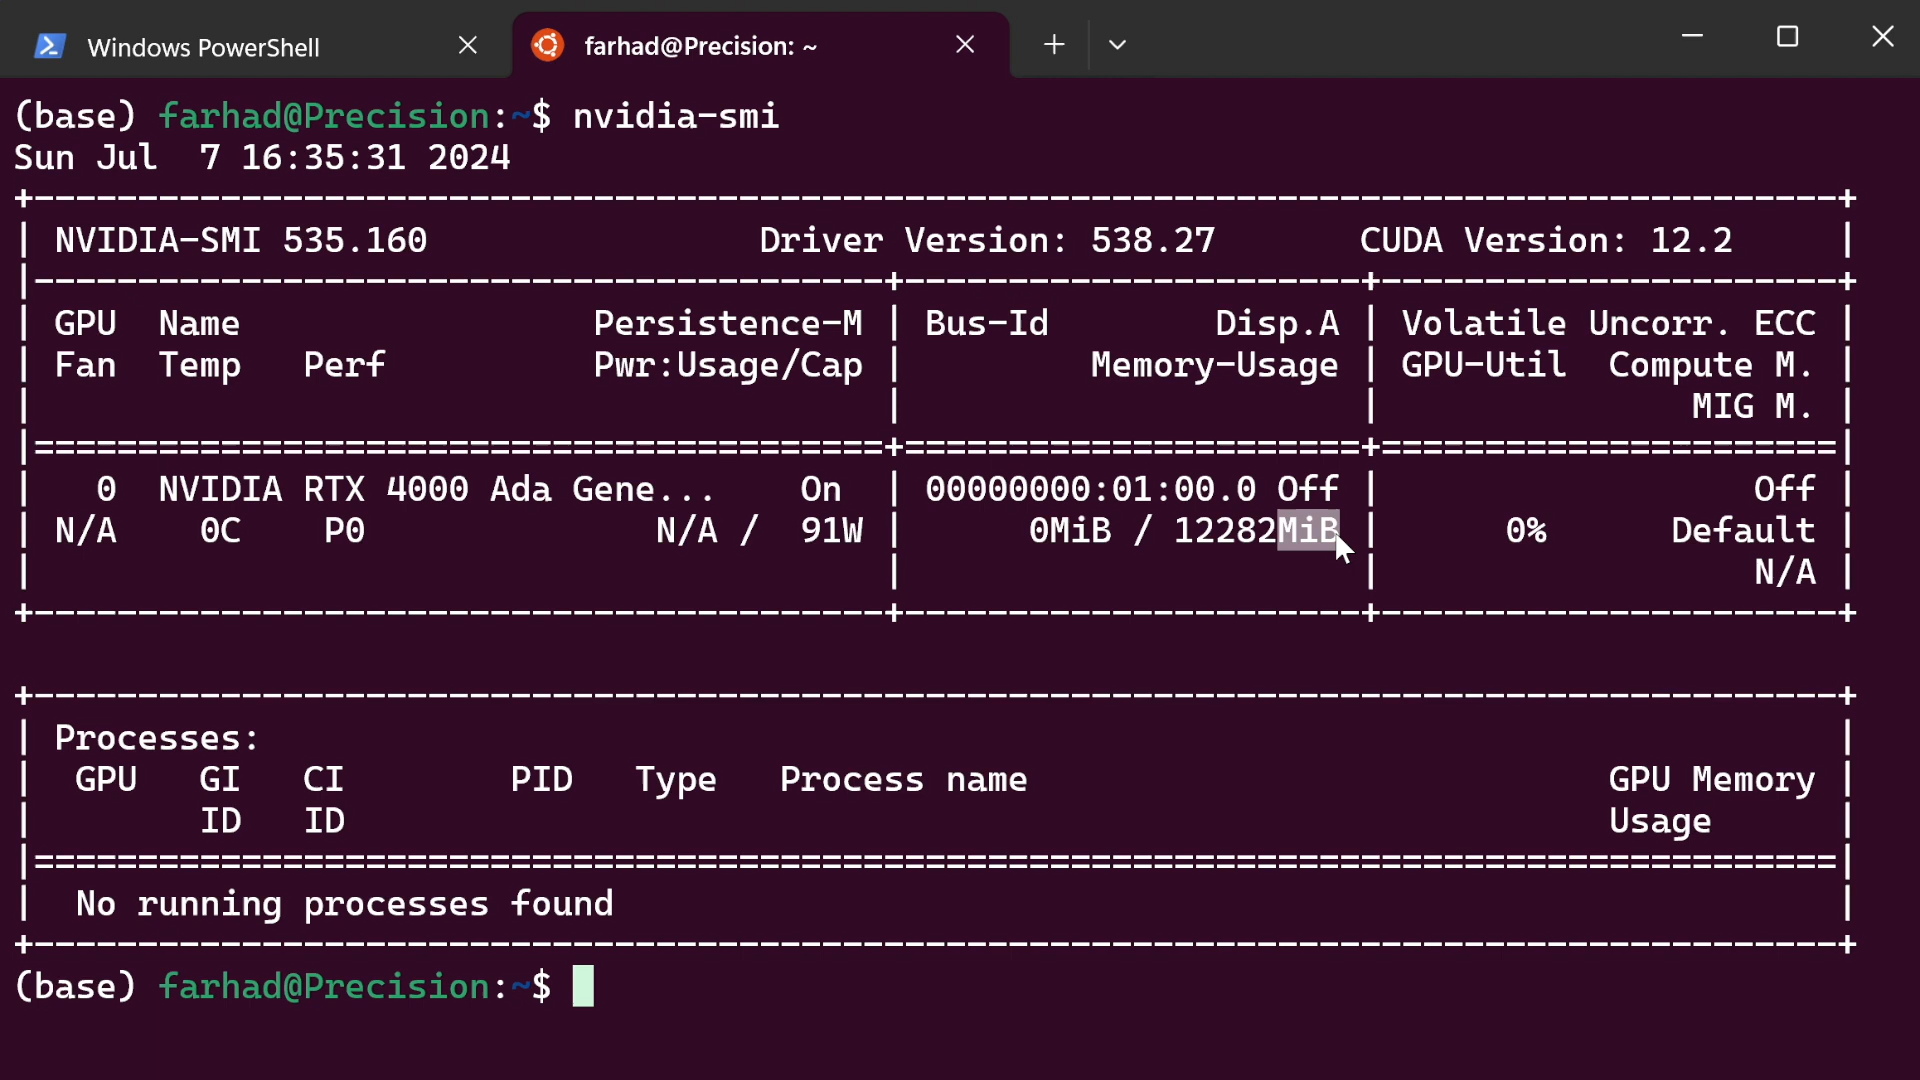 Windows PowerShell
farhad@Precision: ~
(base) farhad@Precision:~$ nvidia-smi
Sun Jul  7 16:35:31 2024
+---------------------------------------------------------------------------------------+
| NVIDIA-SMI 535.160                Driver Version: 538.27       CUDA Version: 12.2     |
|-----------------------------------------+----------------------+----------------------+
| GPU  Name                 Persistence-M | Bus-Id        Disp.A | Volatile Uncorr. ECC |
| Fan  Temp   Perf          Pwr:Usage/Cap |         Memory-Usage | GPU-Util  Compute M. |
|                                         |                      |               MIG M. |
|=========================================+======================+======================|
|   0  NVIDIA RTX 4000 Ada Gene...    On  | 00000000:01:00.0 Off |                  Off |
| N/A    0C    P0              N/A /  91W |      0MiB / 12282MiB |      0%      Default |
|                                         |                      |                  N/A |
+-----------------------------------------+----------------------+----------------------+
+---------------------------------------------------------------------------------------+
| Processes:                                                                            |
|  GPU   GI   CI        PID   Type   Process name                            GPU Memory |
|        ID   ID                                                             Usage      |
|=======================================================================================|
|  No running processes found                                                           |
+---------------------------------------------------------------------------------------+
(base) farhad@Precision:~$